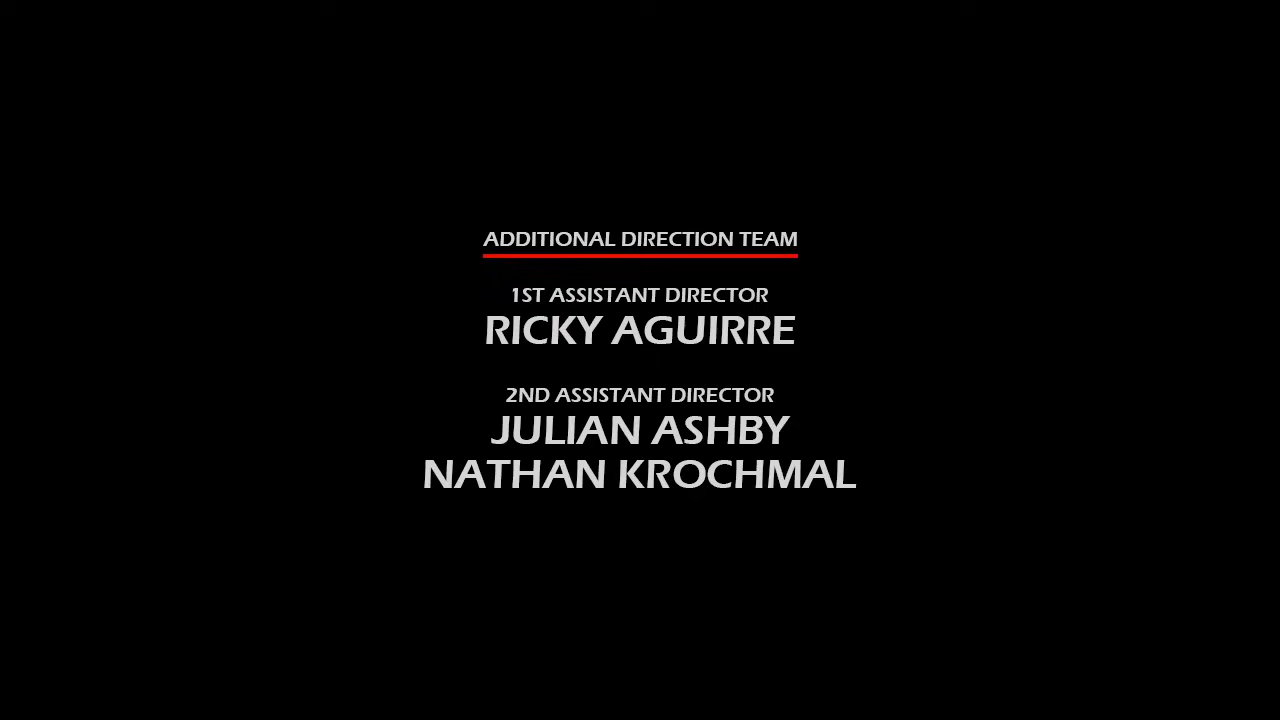 ADDITIONAL DIRECTION TEAM
1ST ASSISTANT DIRECTOR
RICKY AGUIRRE
2ND ASSISTANT DIRECTOR
JULIAN ASHBY
NATHAN KROCHMAL